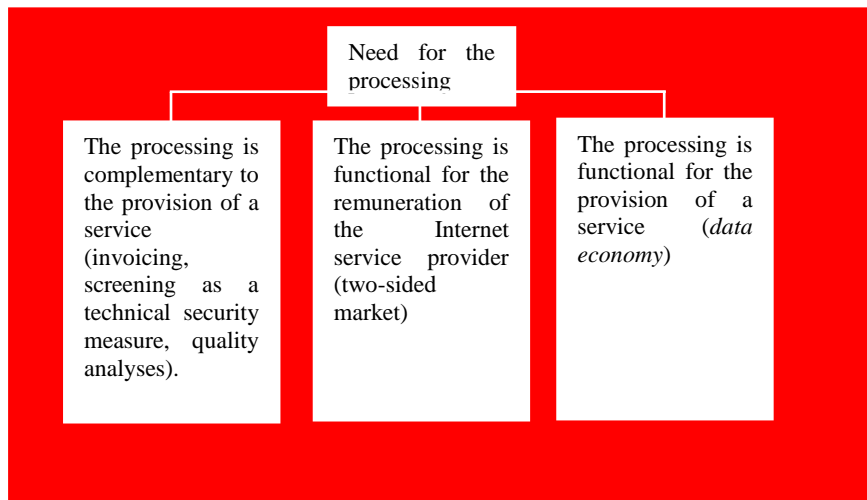 Need for the
processing
The processing is
complementary to
the provision of a
service
(invoicing,
screening as a
technical security
measure, quality
analyses).
The processing is
functional for the
remuneration of
the Internet
service provider
(two-sided
market)
The processing is
functional for the
provision of a
service (data
economy)